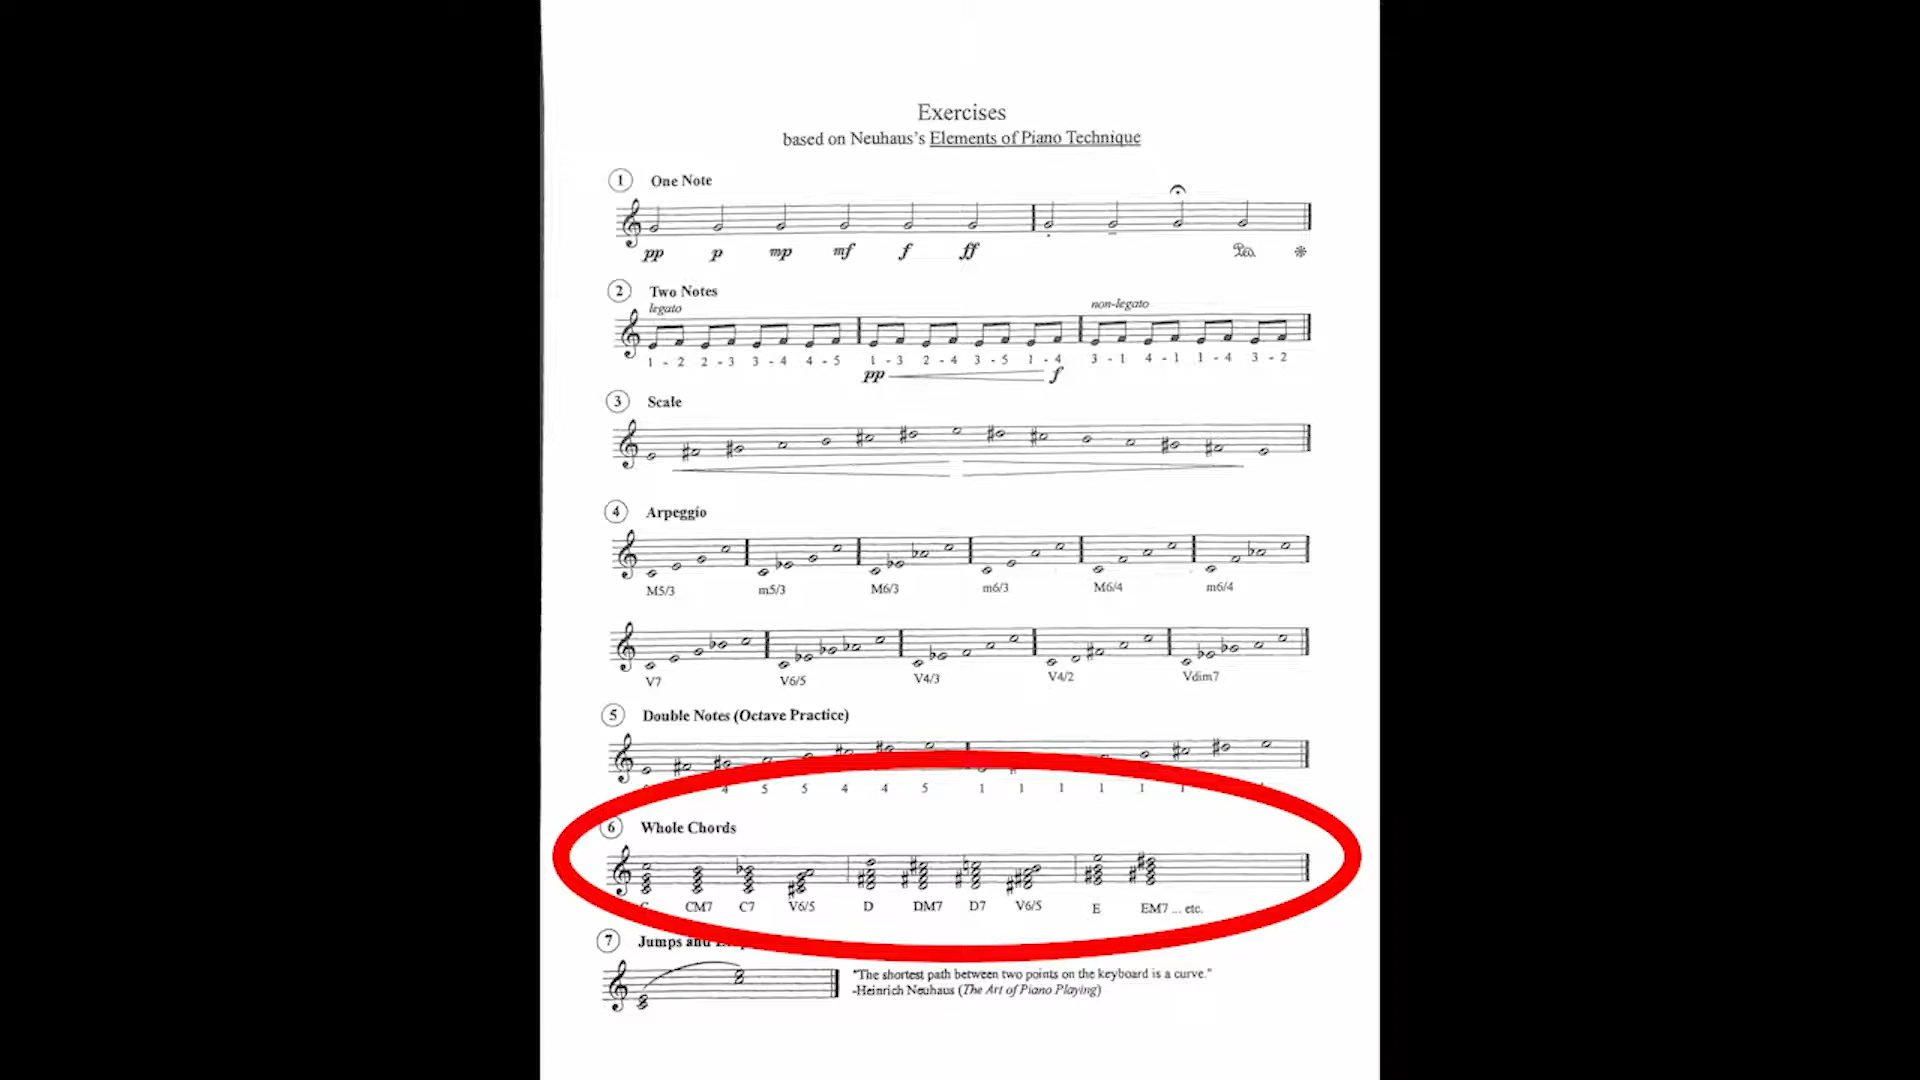 Exercises
based on Neuhaus's Elements of Piano Technique
1 One Note
pp p mp mf f ff
2 Two Notes
legato non-legato
1 - 2 2 - 3 3 - 4 4 - 5 1 - 3 2 - 4 3 - 5 1 - 4 3 - 1 4 - 1 1 - 4 3 - 2
pp f
3 Scale
4 Arpeggio
M5/3 m5/3 M6/3 m6/3 M6/4 m6/4
V7 V6/5 V4/3 V4/2 Vdim7
5 Double Notes (Octave Practice)
4 5 5 4 4 5 1 1 1 1 1 1
6 Whole Chords
C CM7 C7 V6/5 D DM7 D7 V6/5 E EM7 ... etc.
7 Jumps and
"The shortest path between two points on the keyboard is a curve."
-Heinrich Neuhaus (The Art of Piano Playing)